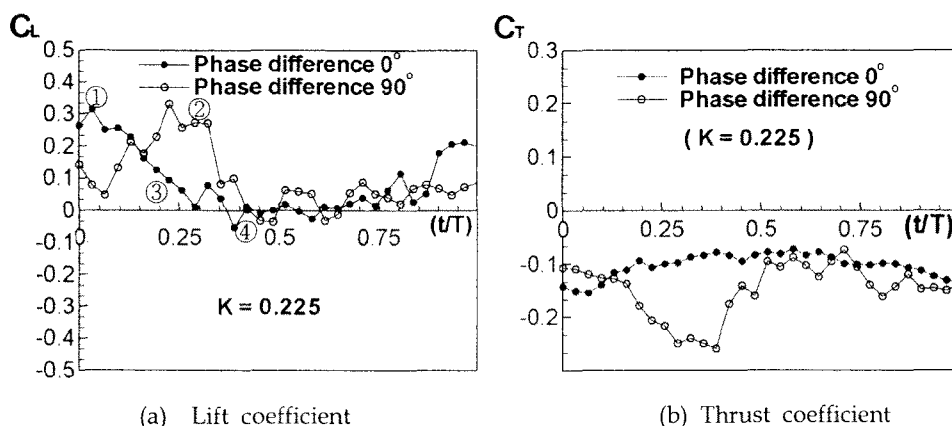 C_L
0.5
0.4
0.3
0.2
0.1
0
-0.1
-0.2
-0.3
-0.4
-0.5
Phase difference 0°
Phase difference 90°
①
②
③
④
0.25
0.5
0.75
(t/T)
K = 0.225
(a) Lift coefficient
C_T
0.3
0.2
0.1
0
-0.1
-0.2
Phase difference 0°
Phase difference 90°
( K = 0.225 )
0.25
0.5
0.75
(t/T)
(b) Thrust coefficient